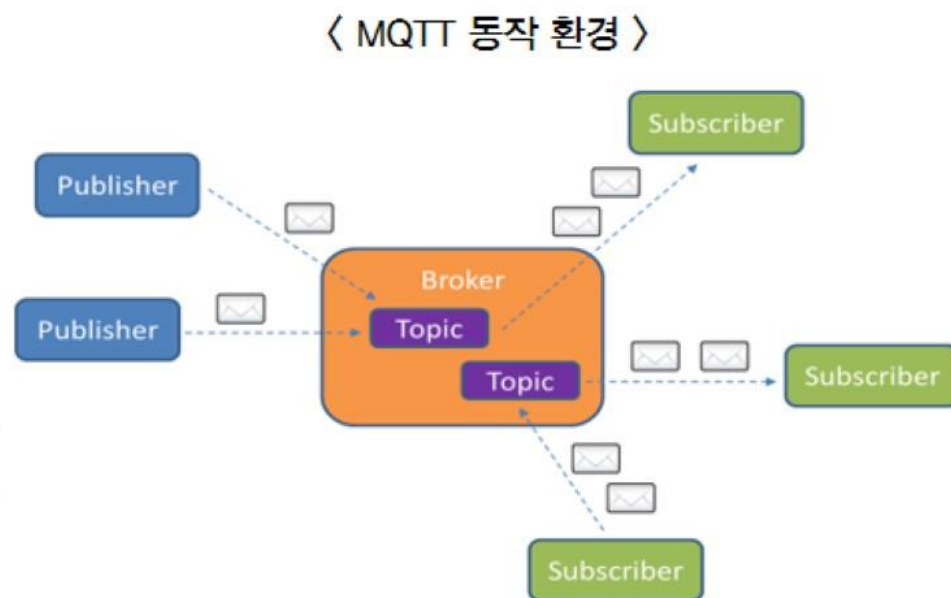 〈 MQTT 동작 환경 〉
Subscriber
Publisher
Broker
Publisher
Topic
Topic
Subscriber
Subscriber